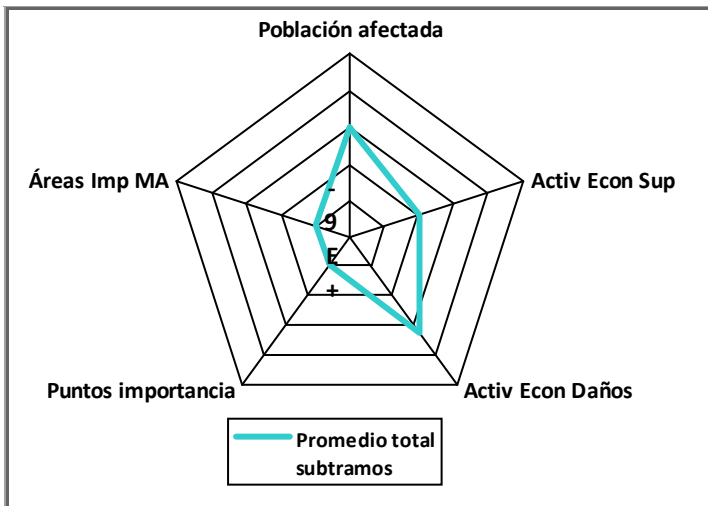 Población afectada
Áreas Imp MA
Activ Econ Sup
-
9
E
+
Puntos importancia
Activ Econ Daños
Promedio total
subtramos